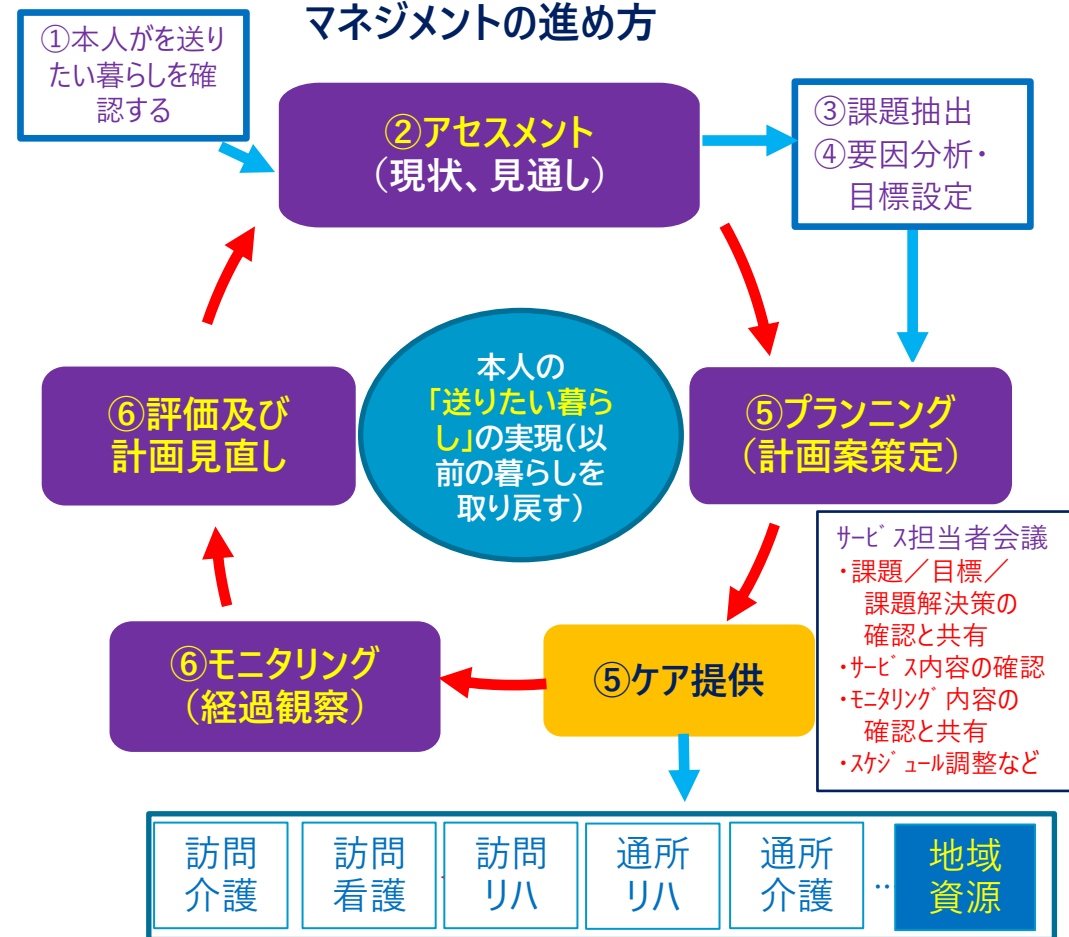 マネジメントの進め方
①本人がを送り
たい暮らしを確
認する
②アセスメント
(現状、見通し)
③課題抽出
④要因分析・
目標設定
本人の
「送りたい暮ら
し」の実現(以
前の暮らしを
取り戻す)
⑥評価及び
計画見直し
⑤プランニング
(計画案策定)
ｻｰﾋﾞｽ担当者会議
・課題／目標／
課題解決策の
確認と共有
・ｻｰﾋﾞｽ内容の確認
・ﾓﾆﾀﾘﾝｸﾞ内容の
確認と共有
・ｽｹｼﾞｭｰﾙ調整など
⑥モニタリング
(経過観察)
⑤ケア提供
訪問
介護
訪問
看護
訪問
リハ
通所
リハ
通所
介護
…
地域
資源